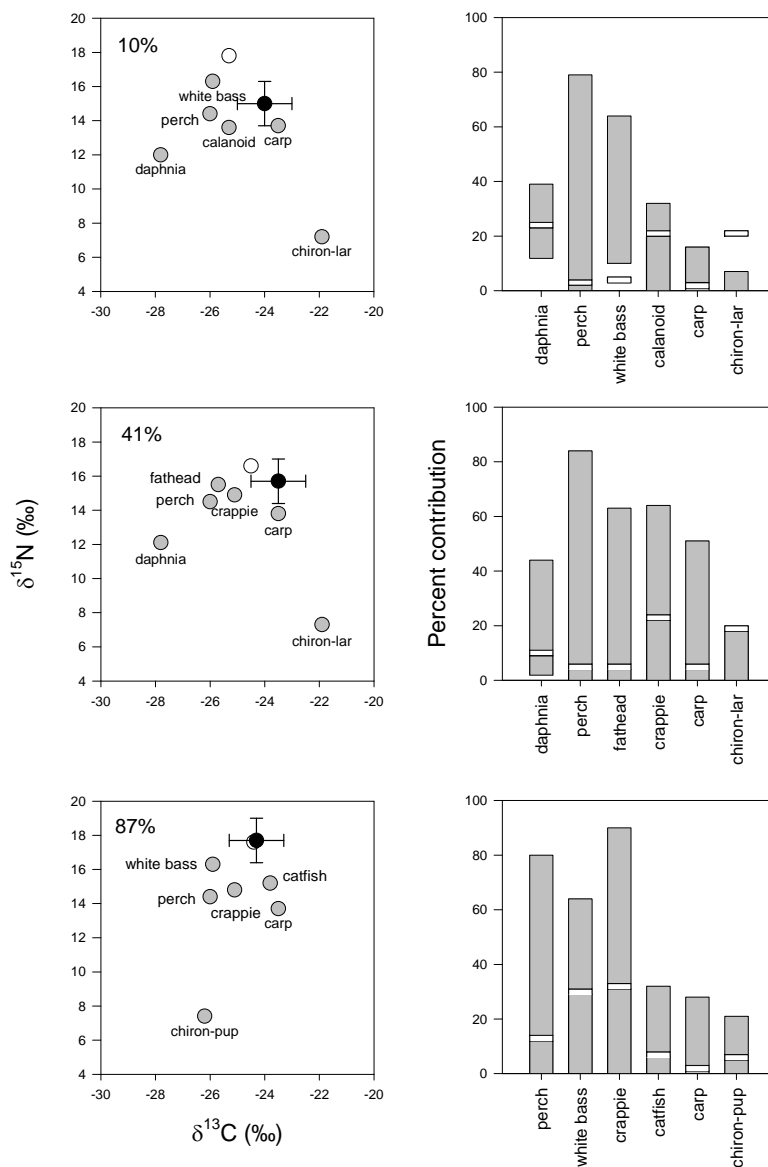 10%
white bass
perch
calanoid
carp
daphnia
chiron-lar
20
18
16
14
12
10
8
6
4
-30 -28 -26 -24 -22 -20
100
80
60
40
20
0
daphnia
perch
white bass
calanoid
carp
chiron-lar
41%
fathead
perch
crappie
carp
daphnia
chiron-lar
20
18
16
14
12
10
8
6
4
-30 -28 -26 -24 -22 -20
δ15N (‰)
Percent contribution
100
80
60
40
20
0
daphnia
perch
fathead
crappie
carp
chiron-lar
87%
white bass
catfish
perch
crappie
carp
chiron-pup
20
18
16
14
12
10
8
6
4
-30 -28 -26 -24 -22 -20
δ13C (‰)
100
80
60
40
20
0
perch
white bass
crappie
catfish
carp
chiron-pup